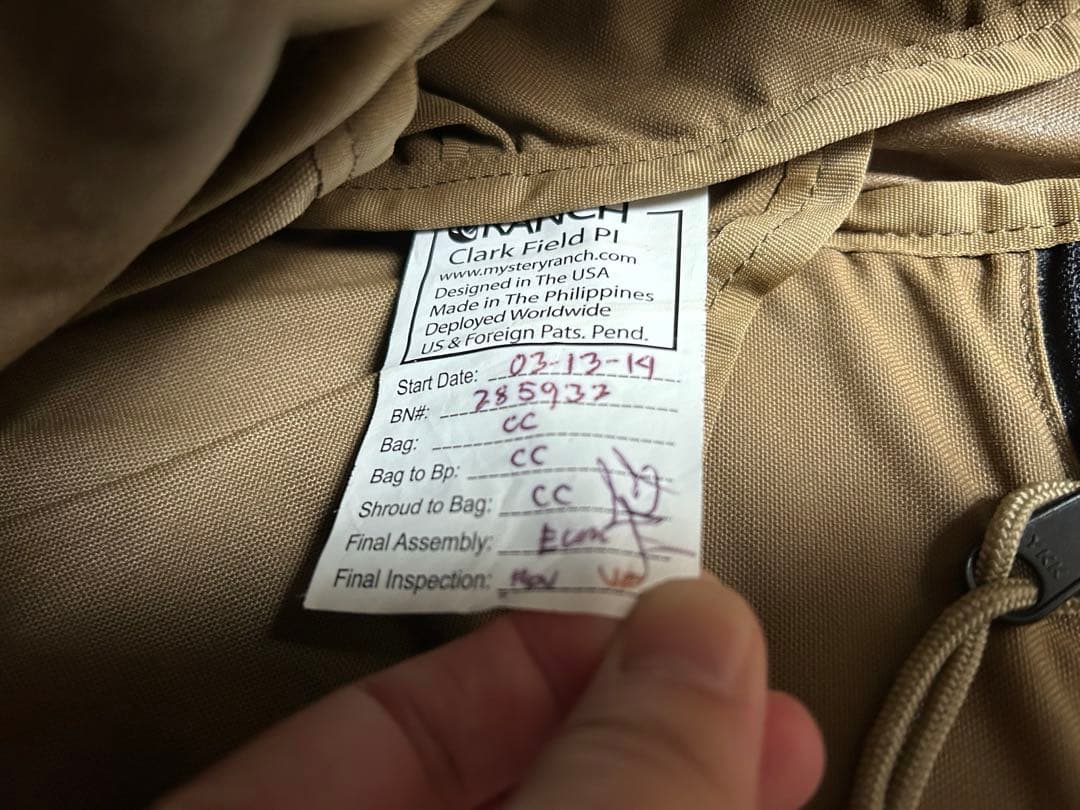 RANCH
Clark Field PI
www.mysteryranch.com
Designed in The USA
Made in The Philippines
Deployed Worldwide
US & Foreign Pats. Pend.
Start Date: 03-13-14
BN#: 285932
Bag: CC
Bag to Bp: CC
Shroud to Bag: CC
Final Assembly:
Final Inspection:
YKK